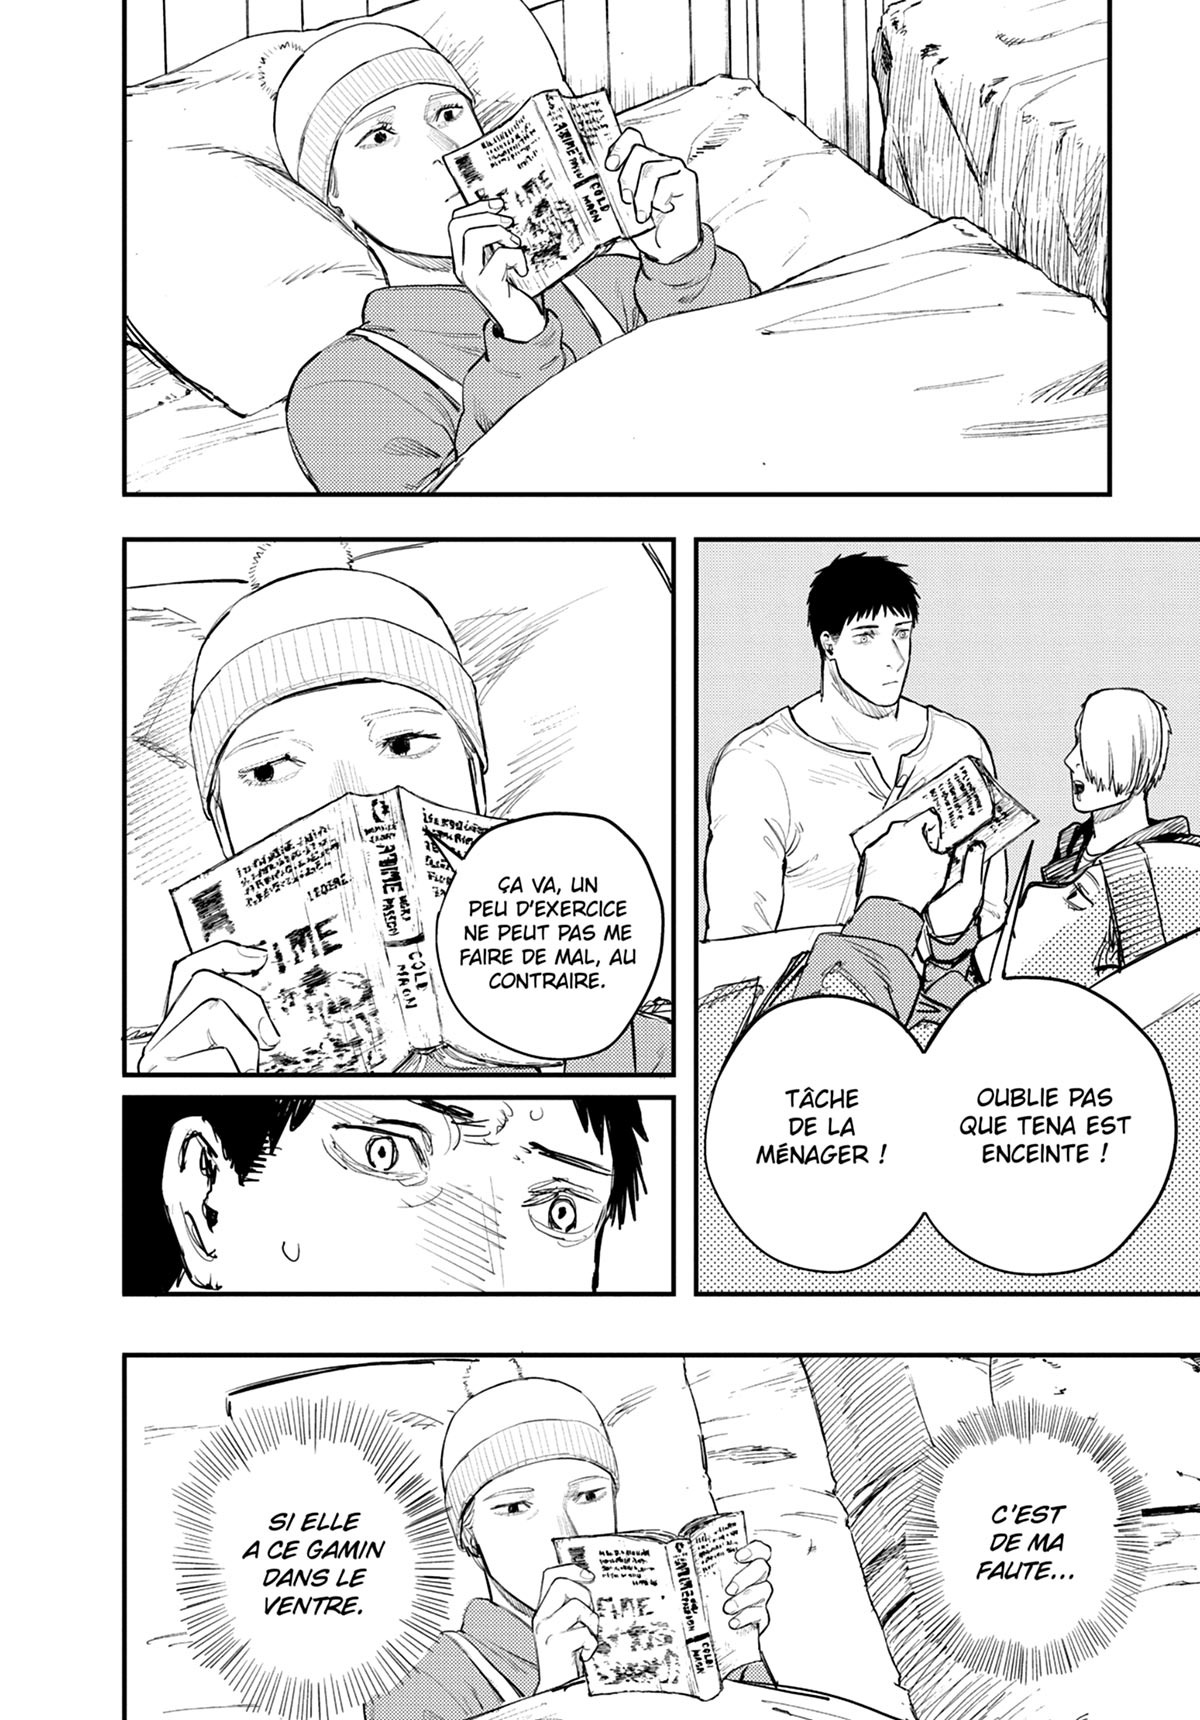 OUBLIE PAS
QUE TENA EST
ENCEINTE !
TÂCHE
DE LA
MÉNAGER !
ÇA VA, UN
PEU D'EXERCICE
NE PEUT PAS ME
FAIRE DE MAL, AU
CONTRAIRE.
C'EST
DE MA
FAUTE...
SI ELLE
A CE GAMIN
DANS LE
VENTRE.